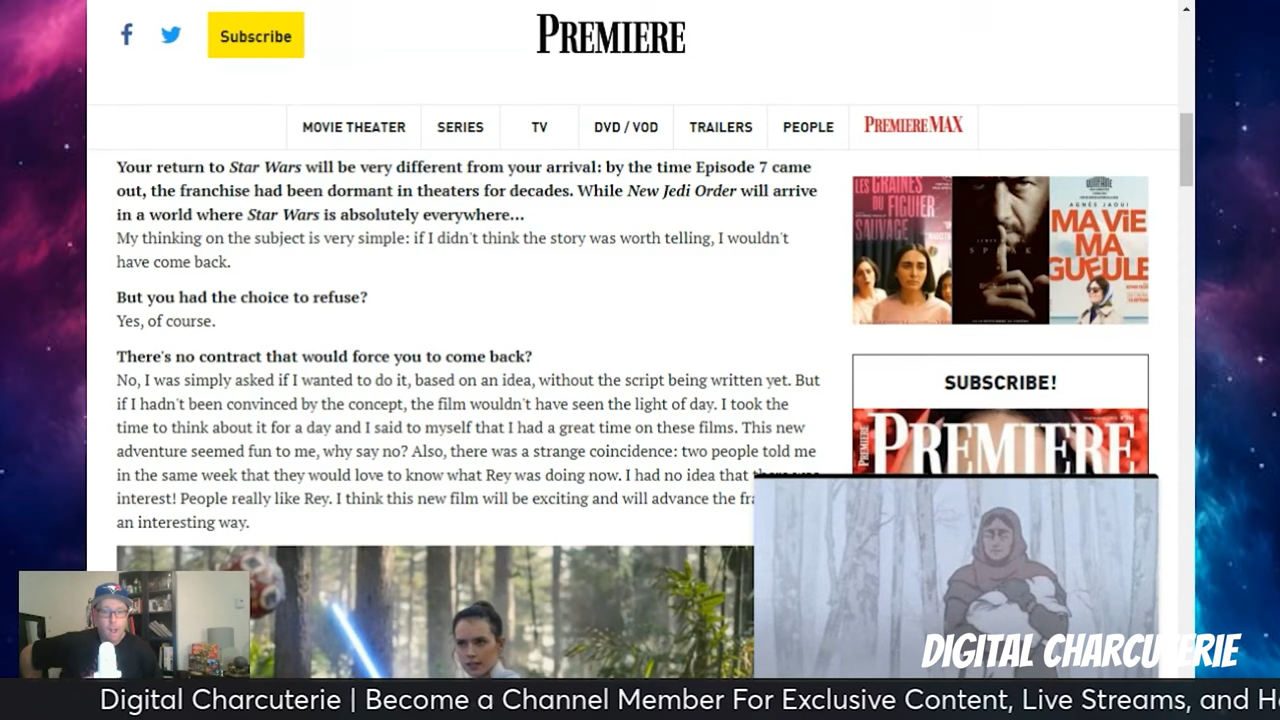 Subscribe
PREMIERE
MOVIE THEATER
SERIES
TV
DVD / VOD
TRAILERS
PEOPLE
PREMIERE MAX
Your return to Star Wars will be very different from your arrival: by the time Episode 7 came
out, the franchise had been dormant in theaters for decades. While New Jedi Order will arrive
in a world where Star Wars is absolutely everywhere...
My thinking on the subject is very simple: if I didn't think the story was worth telling, I wouldn't
have come back.
But you had the choice to refuse?
Yes, of course.
There's no contract that would force you to come back?
No, I was simply asked if I wanted to do it, based on an idea, without the script being written yet. But
if I hadn't been convinced by the concept, the film wouldn't have seen the light of day. I took the
time to think about it for a day and I said to myself that I had a great time on these films. This new
adventure seemed fun to me, why say no? Also, there was a strange coincidence: two people told me
in the same week that they would love to know what Rey was doing now. I had no idea that
interest! People really like Rey. I think this new film will be exciting and will advance the
an interesting way.
LES GRAINES
DU FIGUIER
SAUVAGE
AGNÈS JAOUI
MA VIE
MA
GUEULE
SUBSCRIBE!
PREMIERE
DIGITAL CHARCUTERIE
Digital Charcuterie | Become a Channel Member For Exclusive Content, Live Streams, and H